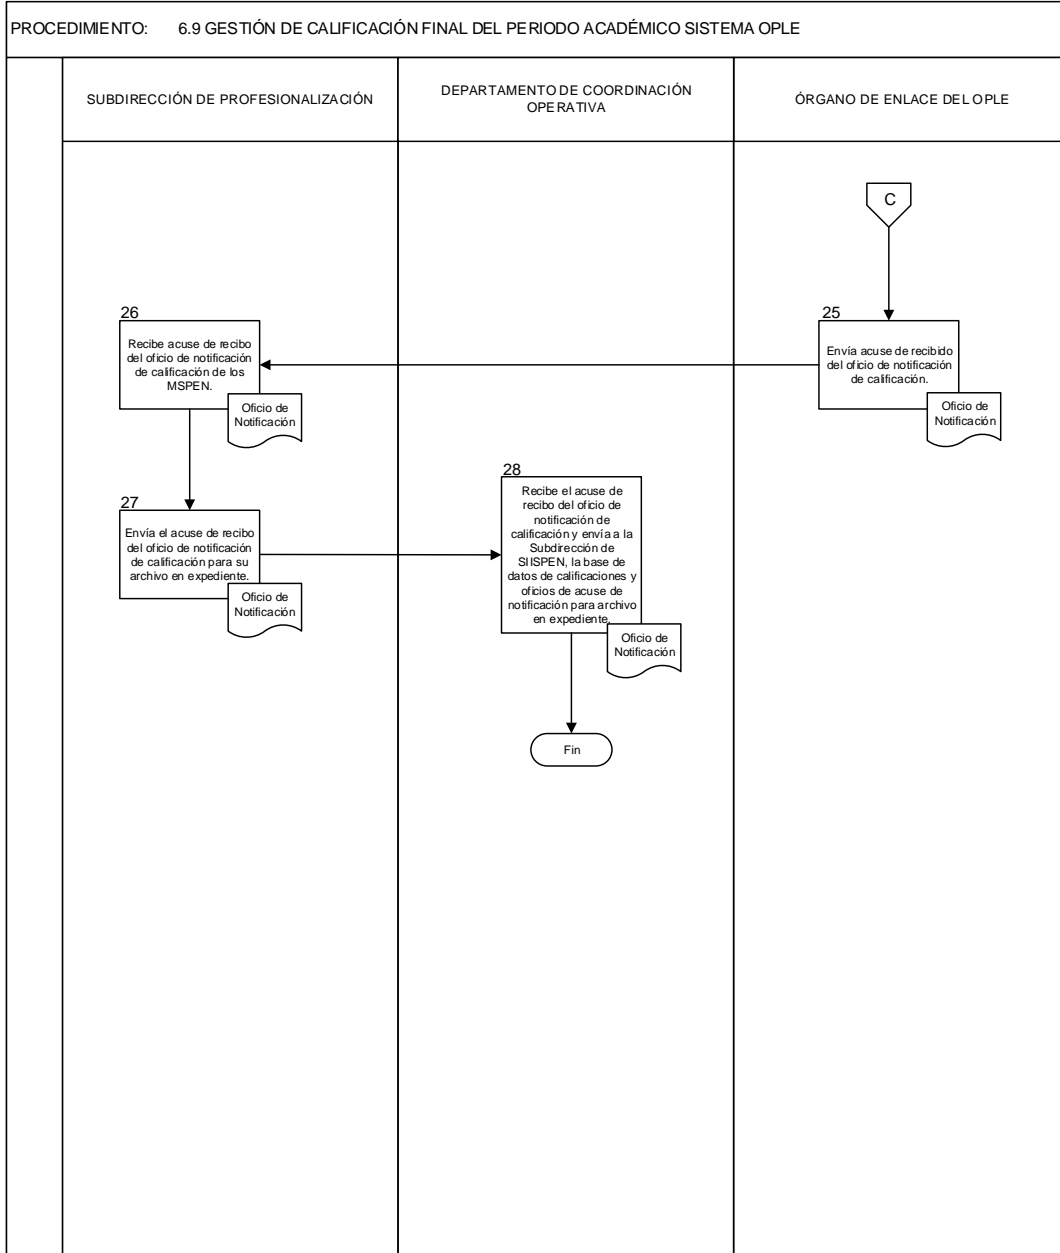 PROCEDIMIENTO: 6.9 GESTIÓN DE CALIFICACIÓN FINAL DEL PERIODO ACADÉMICO SISTEMA OPLE
SUBDIRECCIÓN DE PROFESIONALIZACIÓN
DEPARTAMENTO DE COORDINACIÓN
OPERATIVA
ÓRGANO DE ENLACE DEL OPLE
C
25
Envía acuse de recibido
del oficio de notificación
de calificación.
Oficio de
Notificación
26
Recibe acuse de recibo
del oficio de notificación
de calificación de los
MSPEN.
Oficio de
Notificación
27
Envía el acuse de recibo
del oficio de notificación
de calificación para su
archivo en expediente.
Oficio de
Notificación
28
Recibe el acuse de
recibo del oficio de
notificación de
calificación y envía a la
Subdirección de
SIISPEN, la base de
datos de calificaciones y
oficios de acuse de
notificación para archivo
en expediente.
Oficio de
Notificación
Fin